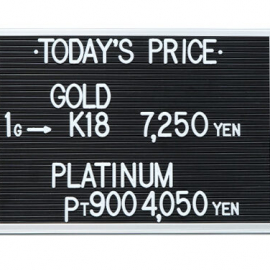 ·TODAY'S PRICE·
GOLD
1G→ K18 7,250 YEN
PLATINUM
PT900 4,050 YEN